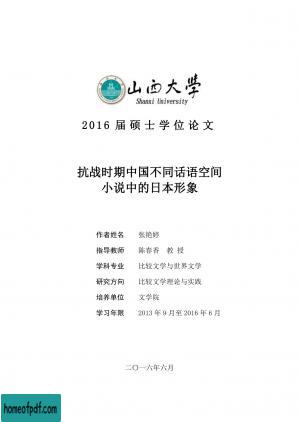 山西大学
Shanxi University
2016 届硕士学位论文
抗战时期中国不同话语空间
小说中的日本形象
作者姓名 张艳婷
指导教师 陈春香 教 授
学科专业 比较文学与世界文学
研究方向 比较文学理论与实践
培养单位 文学院
学习年限 2013 年 9 月至 2016 年 6 月
二〇一六年六月
homeofpdf.com